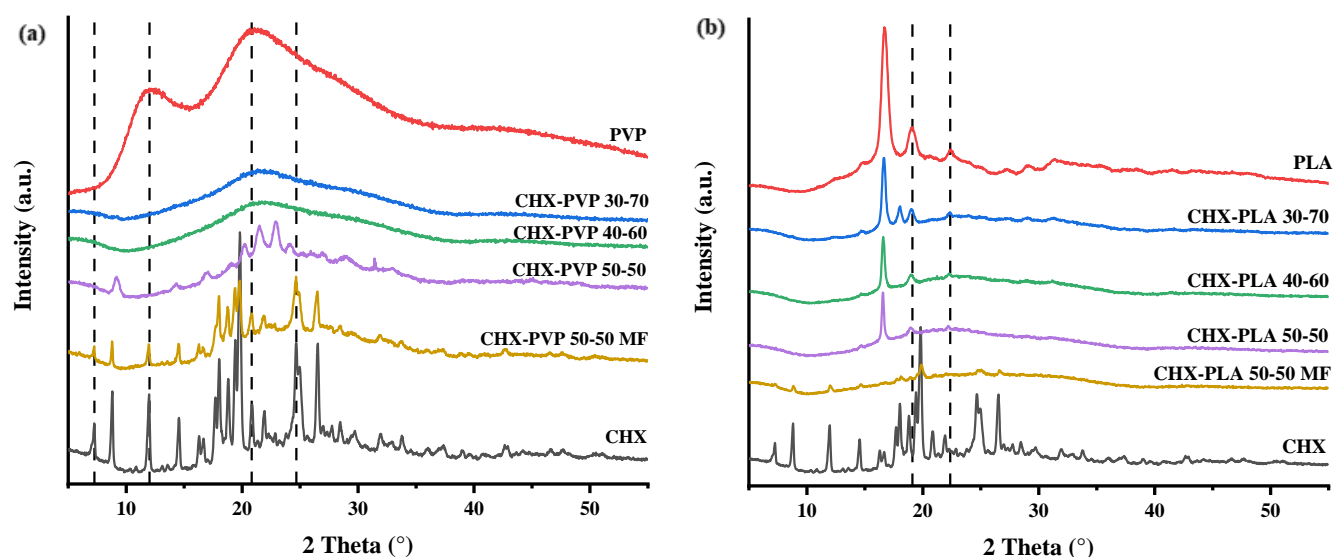 (a)
Intensity (a.u.)
PVP
CHX-PVP 30-70
CHX-PVP 40-60
CHX-PVP 50-50
CHX-PVP 50-50 MF
CHX
10 20 30 40 50
2 Theta (°)
(b)
Intensity (a.u.)
PLA
CHX-PLA 30-70
CHX-PLA 40-60
CHX-PLA 50-50
CHX-PLA 50-50 MF
CHX
10 20 30 40 50
2 Theta (°)